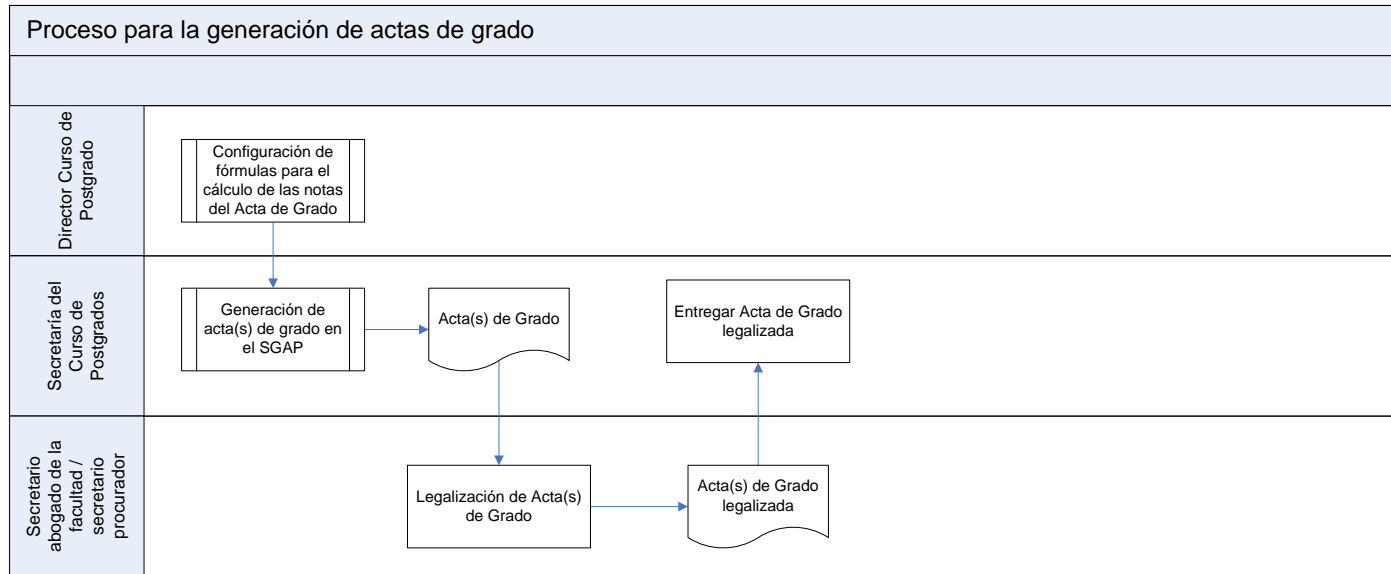 Proceso para la generación de actas de grado
Director Curso de
Postgrado
Configuración de
fórmulas para el
cálculo de las notas
del Acta de Grado
Secretaría del
Curso de
Postgrados
Generación de
acta(s) de grado en
el SGAP
Acta(s) de Grado
Entregar Acta de Grado
legalizada
Secretario
abogado de la
facultad /
secretario
procurador
Legalización de Acta(s)
de Grado
Acta(s) de Grado
legalizada